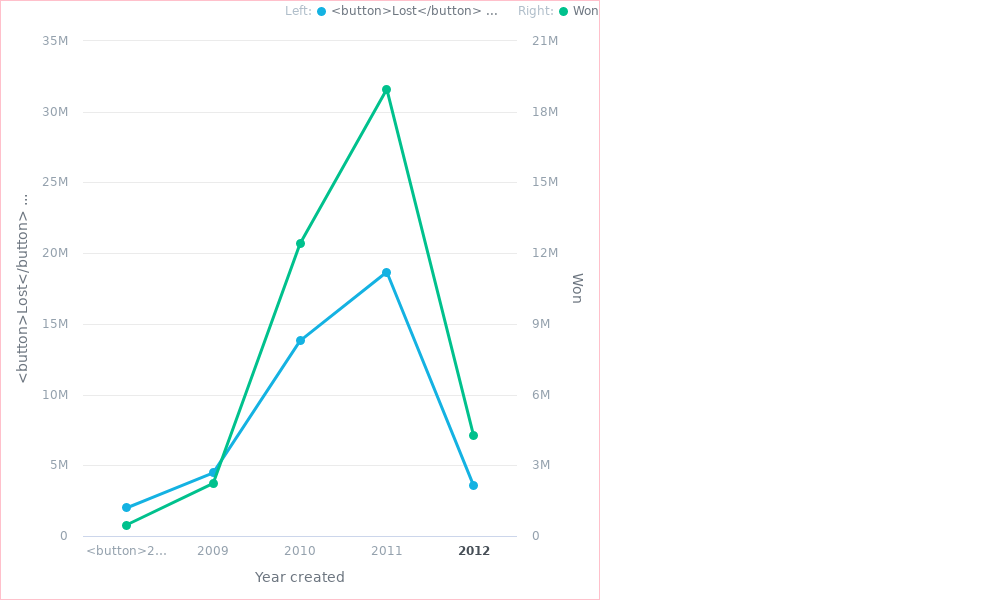 Left: <button>Lost</button> ... Right: Won
35M 21M
30M 18M
25M 15M
20M 12M
15M 9M
10M 6M
5M 3M
0 0
<button>Lost</button> ...
Won
<button>2... 2009 2010 2011 2012
Year created